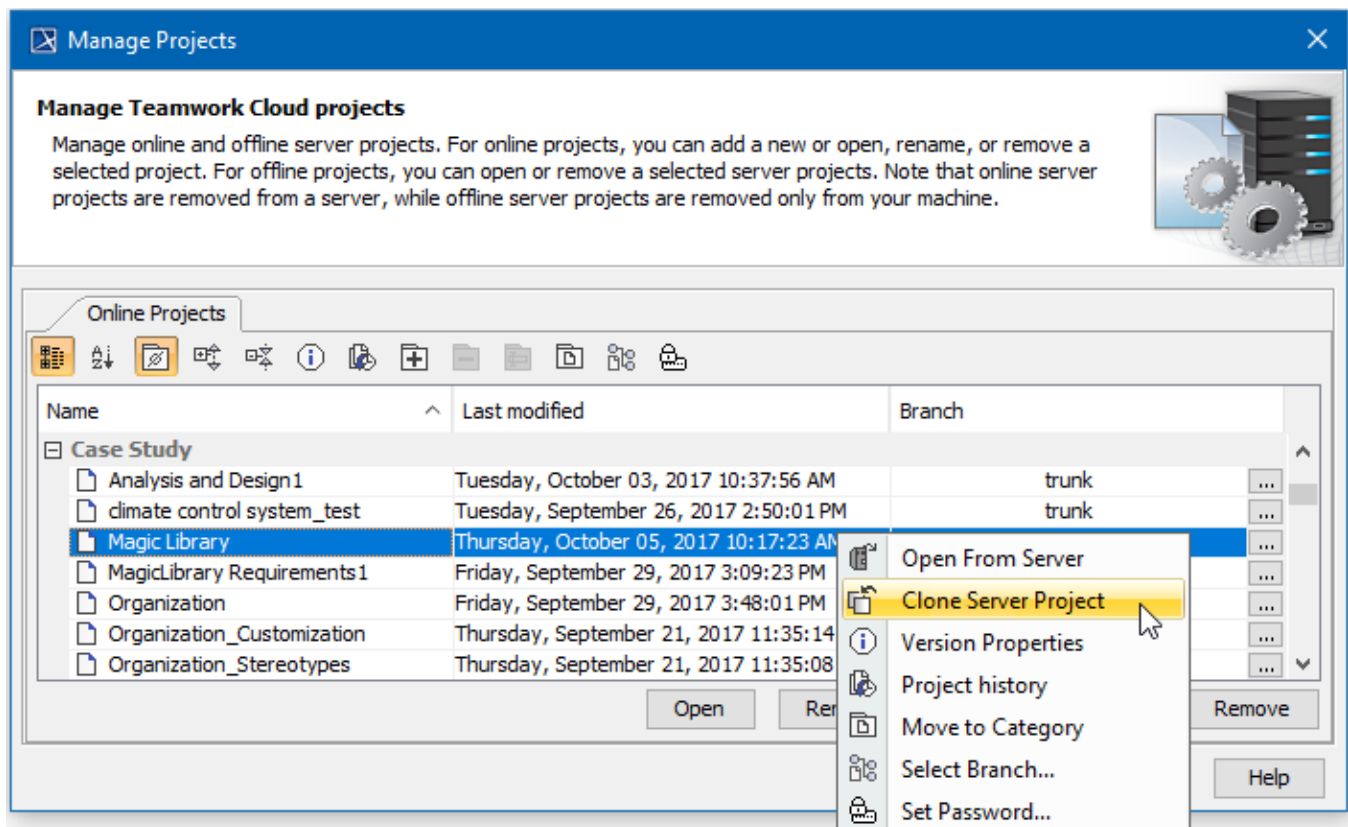 Manage Projects
Manage Teamwork Cloud projects
Manage online and offline server projects. For online projects, you can add a new or open, rename, or remove a
selected project. For offline projects, you can open or remove a selected server projects. Note that online server
projects are removed from a server, while offline server projects are removed only from your machine.
Online Projects
Name Last modified Branch
Case Study
Analysis and Design1 Tuesday, October 03, 2017 10:37:56 AM trunk ...
climate control system_test Tuesday, September 26, 2017 2:50:01 PM trunk ...
Magic Library Thursday, October 05, 2017 10:17:23 AM ...
MagicLibrary Requirements1 Friday, September 29, 2017 3:09:23 PM ...
Organization Friday, September 29, 2017 3:48:01 PM ...
Organization_Customization Thursday, September 21, 2017 11:35:14 ...
Organization_Stereotypes Thursday, September 21, 2017 11:35:08 ...
Open From Server
Clone Server Project
Version Properties
Project history
Move to Category
Select Branch...
Set Password...
Open Remove
Help